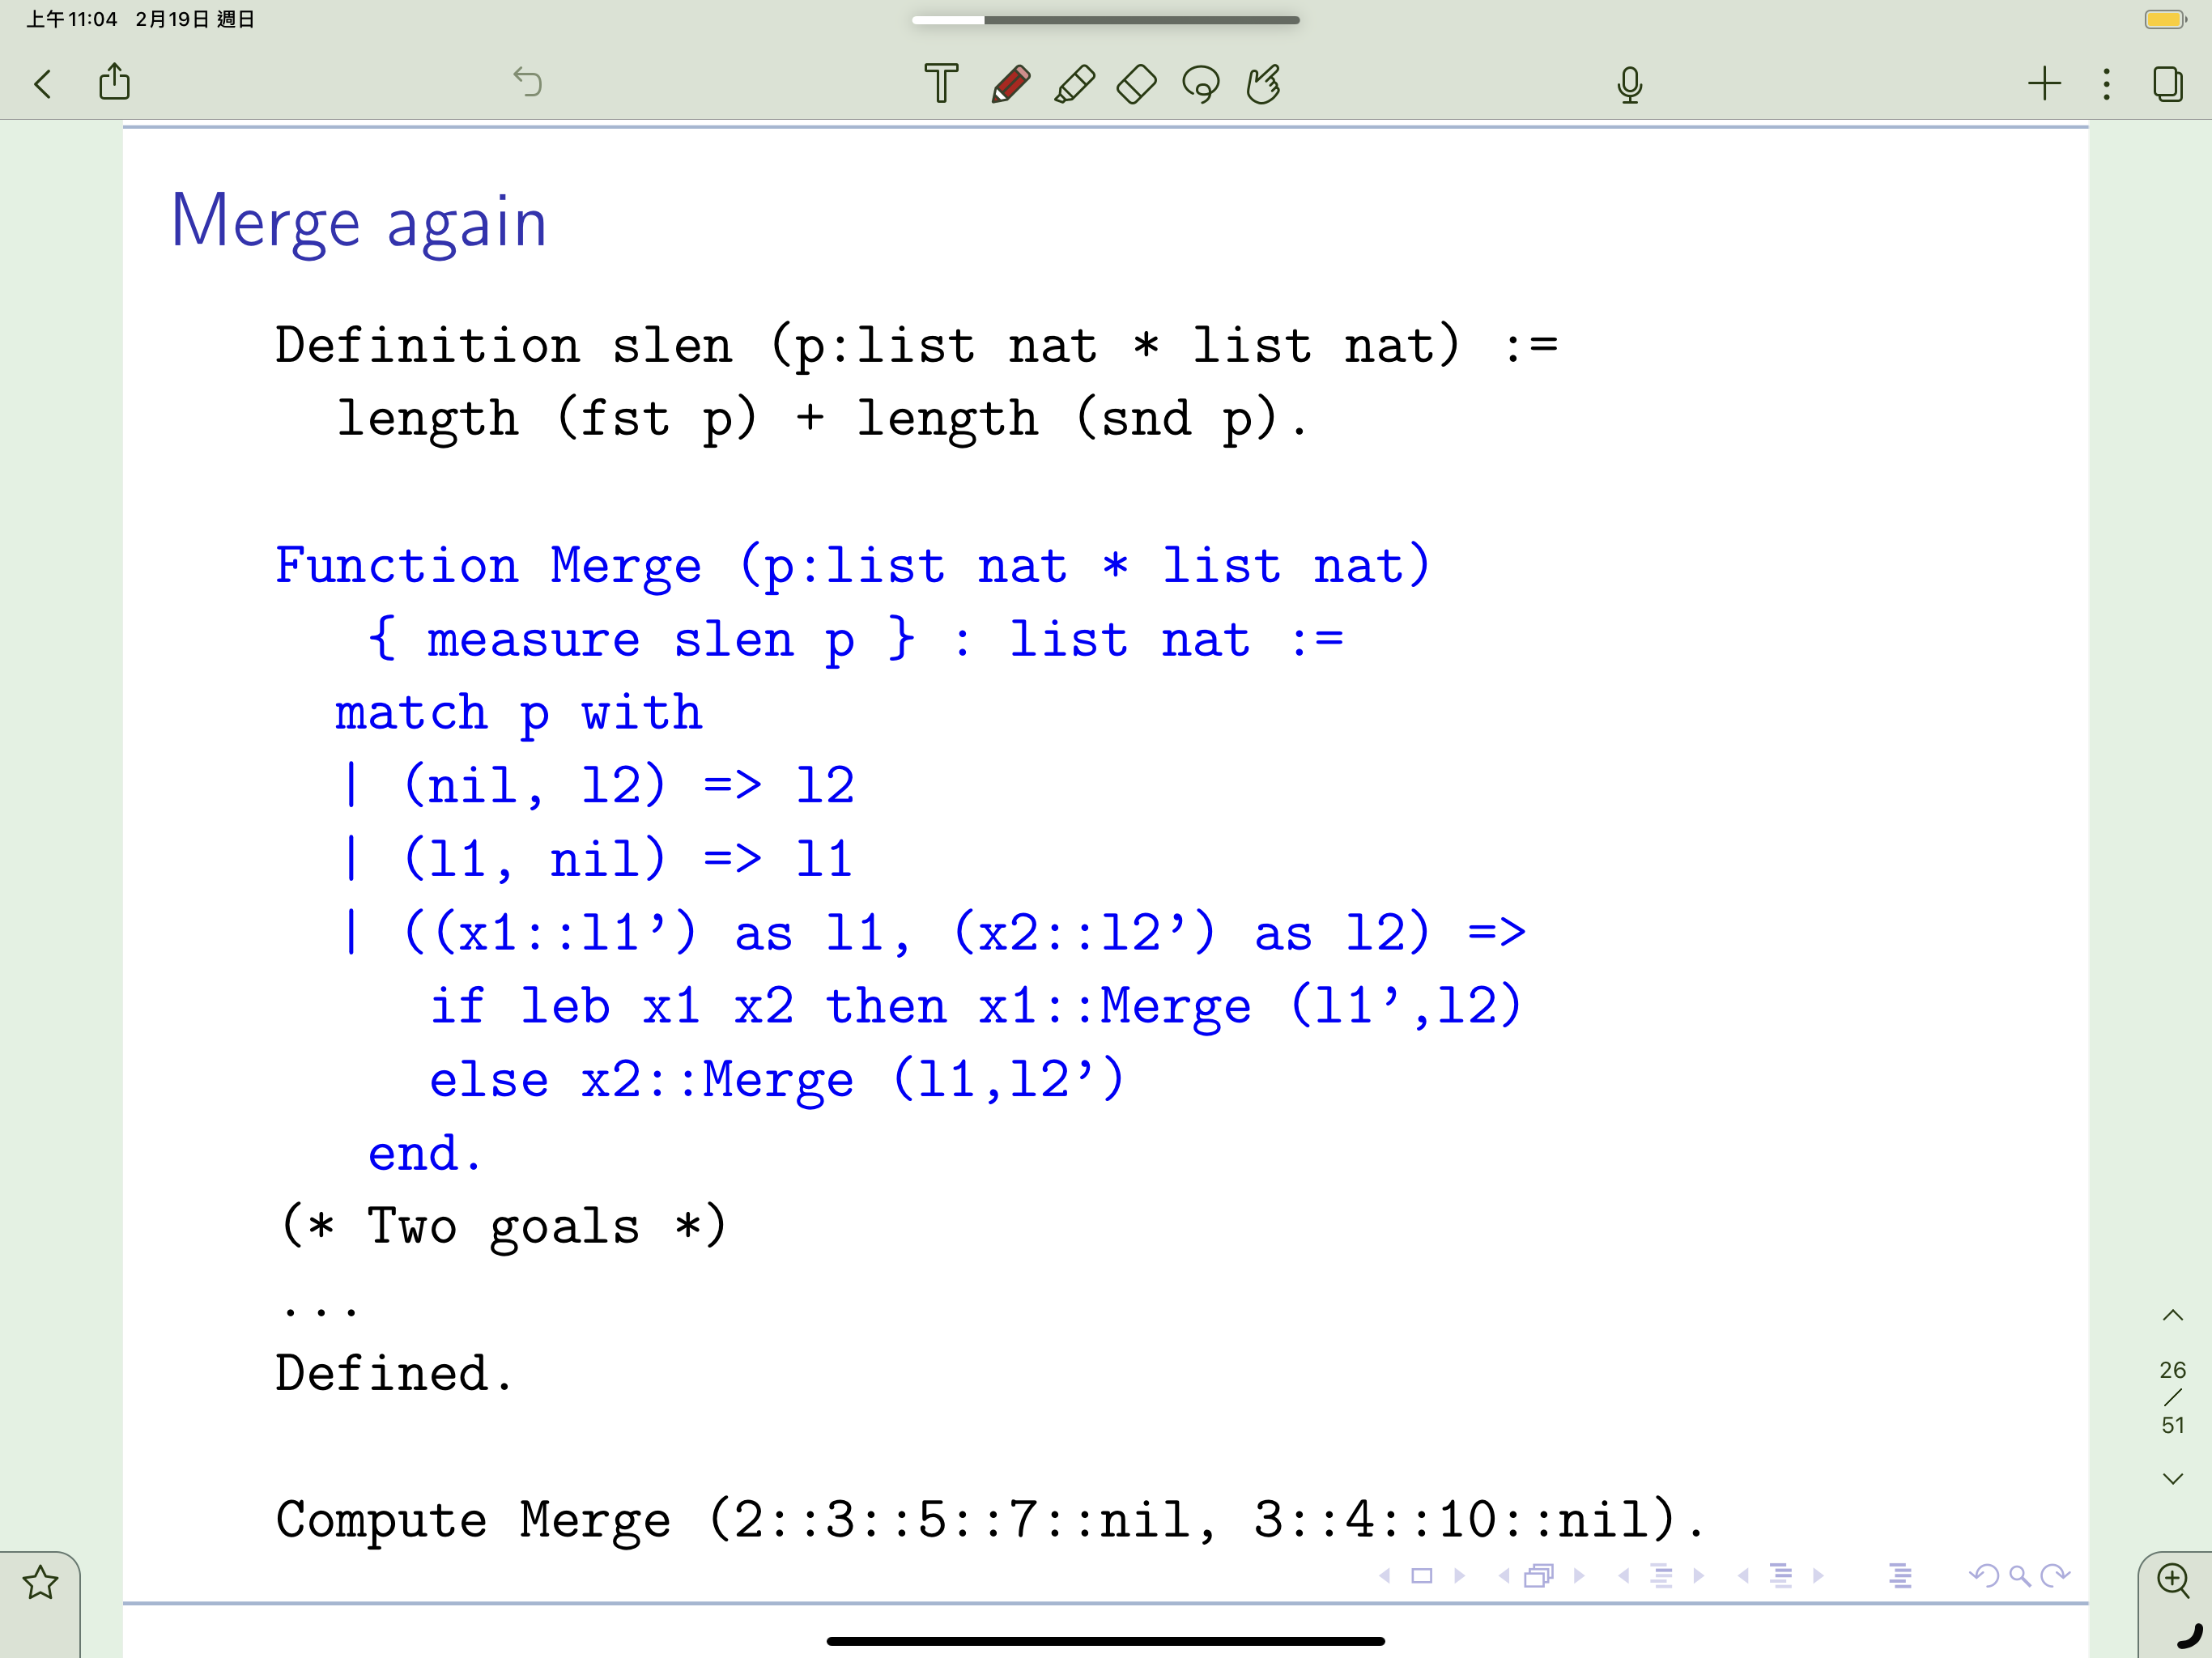 上午11:04 2月19日 週日
Merge again
Definition slen (p:list nat * list nat) :=
length (fst p) + length (snd p).
Function Merge (p:list nat * list nat)
{ measure slen p } : list nat :=
match p with
| (nil, l2) => l2
| (l1, nil) => l1
| ((x1::l1’) as l1, (x2::l2’) as l2) =>
if leb x1 x2 then x1::Merge (l1’,l2)
else x2::Merge (l1,l2’)
end.
(* Two goals *)
...
Defined.
Compute Merge (2::3::5::7::nil, 3::4::10::nil).
26
/
51